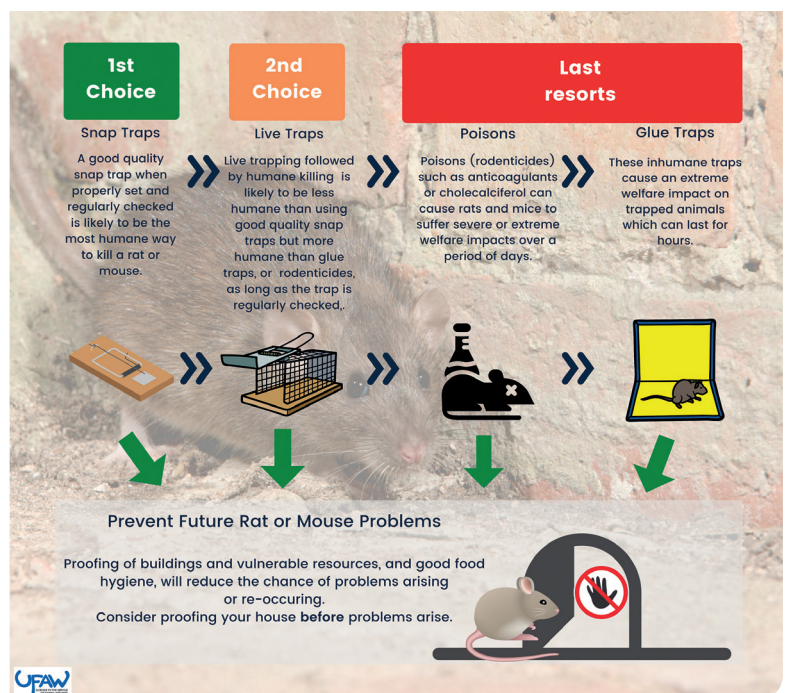 1st
Choice
2nd
Choice
Last
resorts
Snap Traps
A good quality
snap trap when
properly set and
regularly checked
is likely to be the
most humane way
to kill a rat or
mouse.
Live Traps
Live trapping followed
by humane killing is
likely to be less
humane than using
good quality snap
traps but more
humane than glue
traps, or rodenticides,
as long as the trap is
regularly checked,.
Poisons
Poisons (rodenticides)
such as anticoagulants
or cholecalciferol can
cause rats and mice to
suffer severe or extreme
welfare impacts over a
period of days.
Glue Traps
These inhumane traps
cause an extreme
welfare impact on
trapped animals
which can last for
hours.
Prevent Future Rat or Mouse Problems
Proofing of buildings and vulnerable resources, and good food
hygiene, will reduce the chance of problems arising
or re-occuring.
Consider proofing your house before problems arise.
UFAW